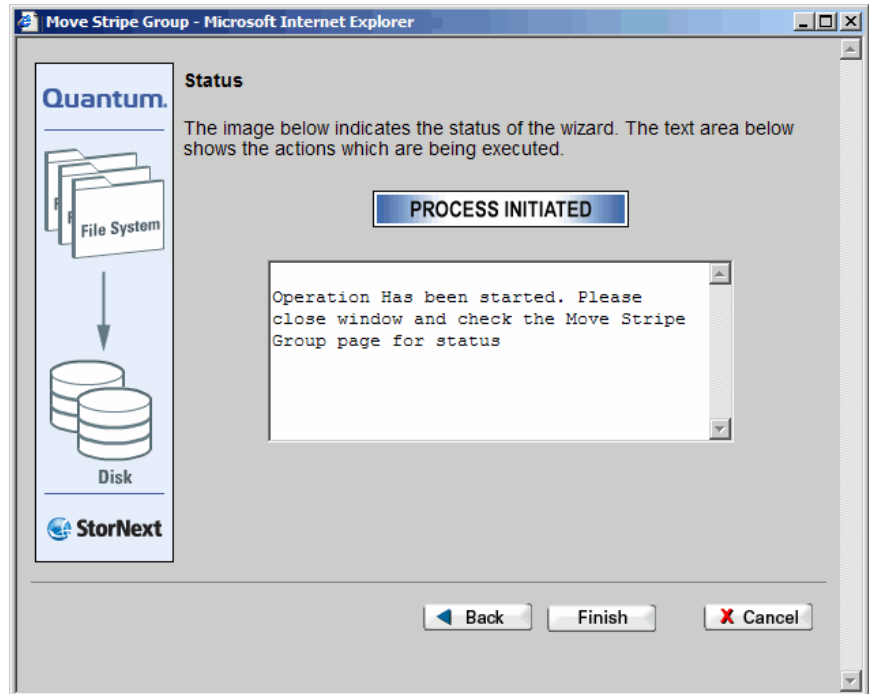 Move Stripe Group - Microsoft Internet Explorer
Quantum.
File System
Disk
StorNext
Status
The image below indicates the status of the wizard. The text area below
shows the actions which are being executed.
PROCESS INITIATED
Operation Has been started. Please
close window and check the Move Stripe
Group page for status
Back
Finish
Cancel